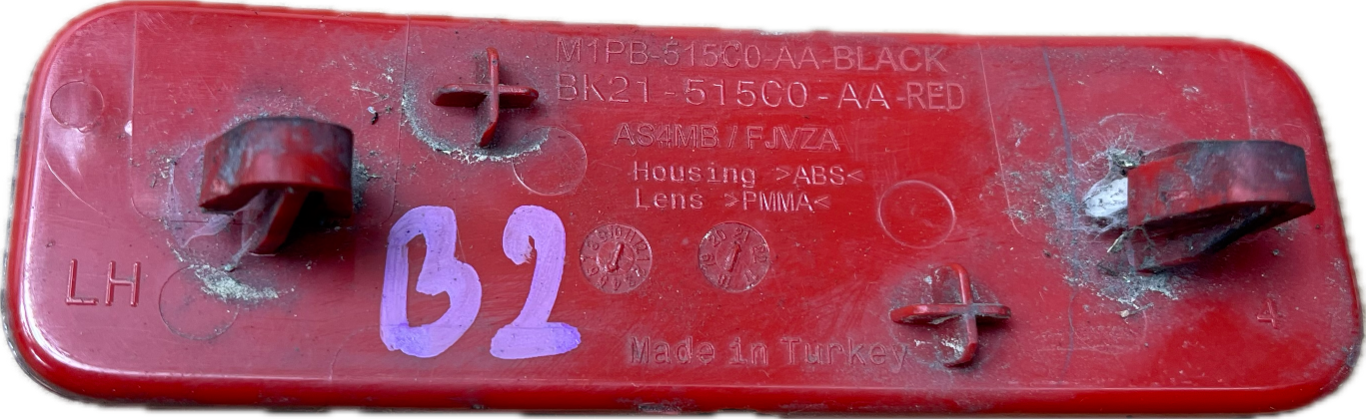 M1PB-515C0-AA-BLACK
BK21-515C0-AA-RED
AS4MB / FJVZA
Housing >ABS<
Lens >PMMA<
LH
B2
Made in Turkey
4